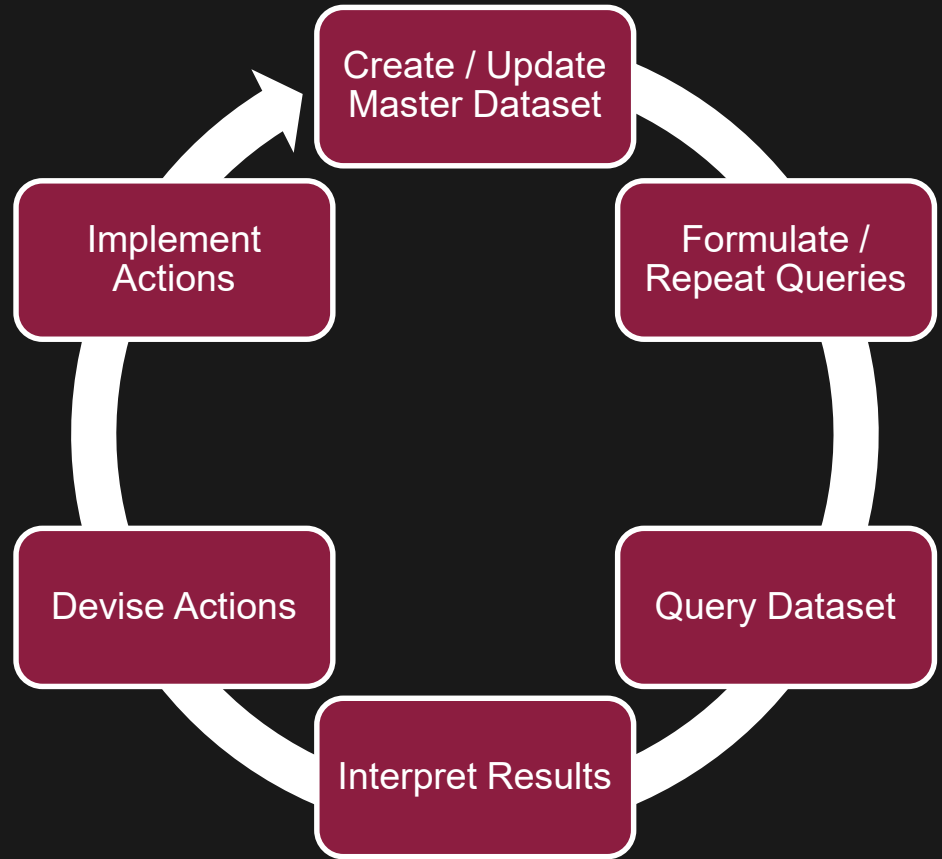 Create / Update
Master Dataset
Formulate /
Repeat Queries
Query Dataset
Interpret Results
Devise Actions
Implement
Actions